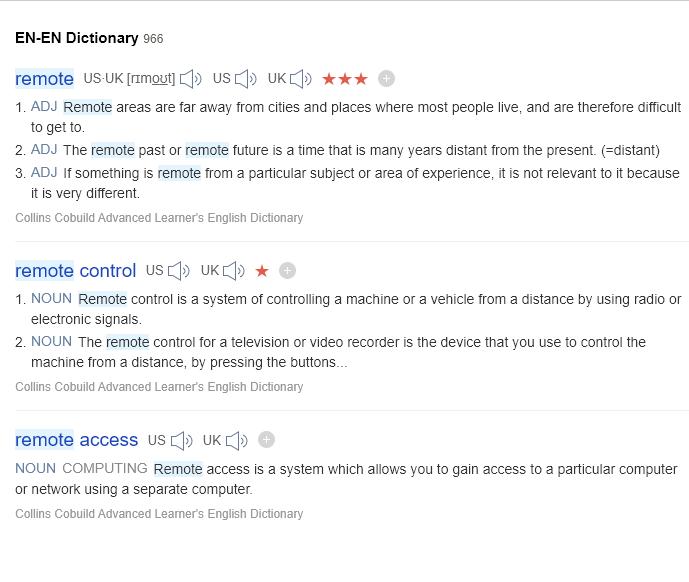 EN-EN Dictionary 966
remote US·UK [rɪmoʊt] US UK ★★★ +
1. ADJ Remote areas are far away from cities and places where most people live, and are therefore difficult
to get to.
2. ADJ The remote past or remote future is a time that is many years distant from the present. (=distant)
3. ADJ If something is remote from a particular subject or area of experience, it is not relevant to it because
it is very different.
Collins Cobuild Advanced Learner's English Dictionary
remote control US UK ★ +
1. NOUN Remote control is a system of controlling a machine or a vehicle from a distance by using radio or
electronic signals.
2. NOUN The remote control for a television or video recorder is the device that you use to control the
machine from a distance, by pressing the buttons...
Collins Cobuild Advanced Learner's English Dictionary
remote access US UK +
NOUN COMPUTING Remote access is a system which allows you to gain access to a particular computer
or network using a separate computer.
Collins Cobuild Advanced Learner's English Dictionary